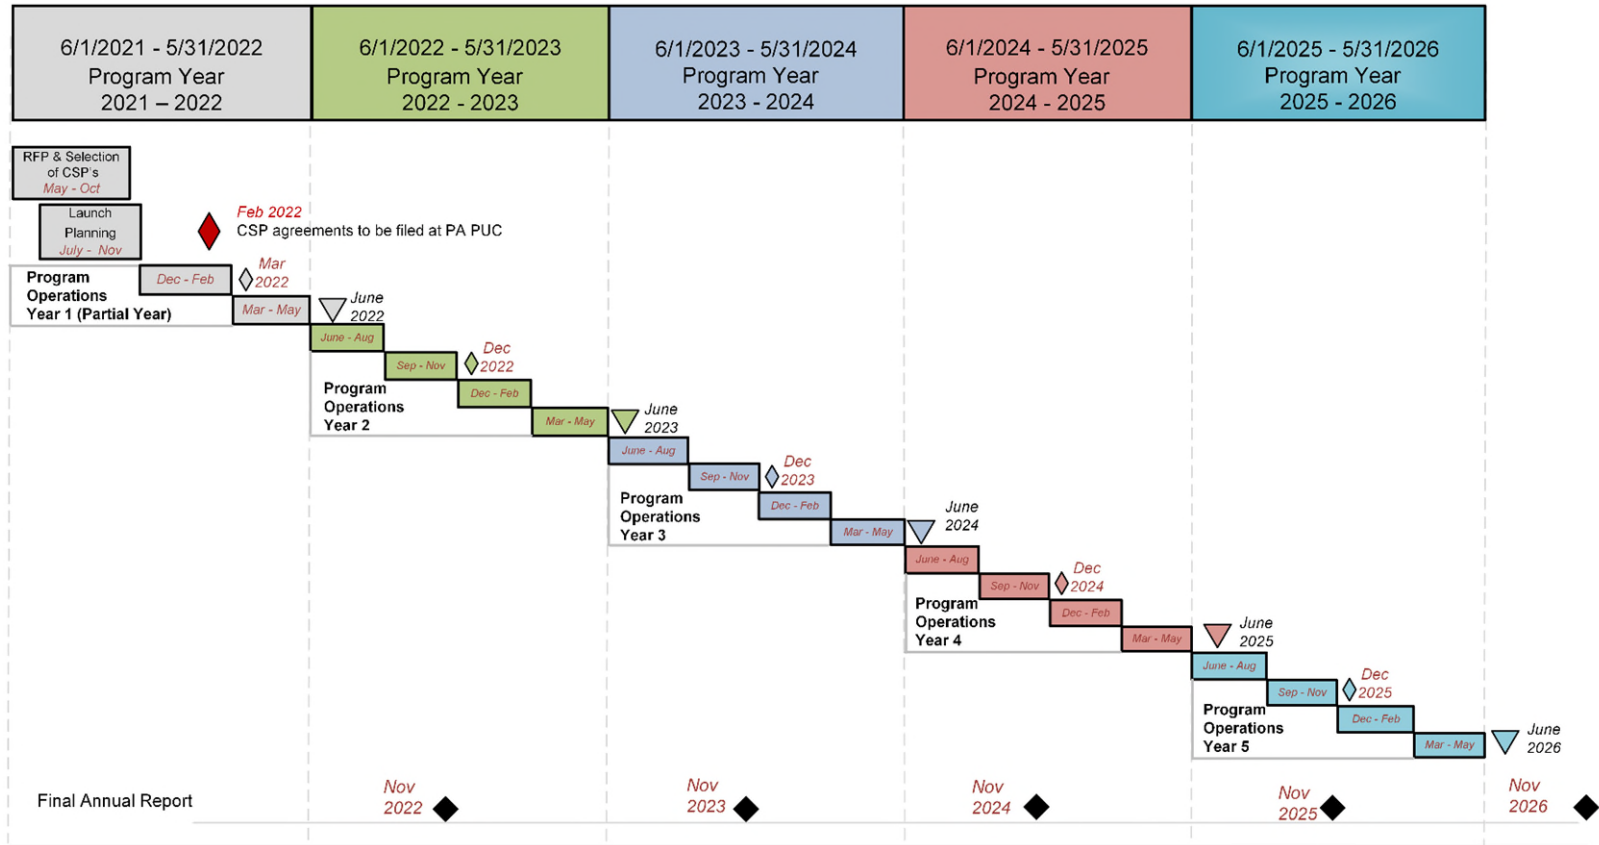 6/1/2021 - 5/31/2022
Program Year
2021 – 2022
6/1/2022 - 5/31/2023
Program Year
2022 - 2023
6/1/2023 - 5/31/2024
Program Year
2023 - 2024
6/1/2024 - 5/31/2025
Program Year
2024 - 2025
6/1/2025 - 5/31/2026
Program Year
2025 - 2026
RFP & Selection
of CSP's
May - Oct
Launch
Planning
July - Nov
Feb 2022
CSP agreements to be filed at PA PUC
Program
Operations
Year 1 (Partial Year)
Dec - Feb
Mar
2022
Mar - May
June
2022
June - Aug
Sep - Nov
Dec
2022
Program
Operations
Year 2
Dec - Feb
Mar - May
June
2023
June - Aug
Sep - Nov
Dec
2023
Program
Operations
Year 3
Dec - Feb
Mar - May
June
2024
June - Aug
Sep - Nov
Dec
2024
Program
Operations
Year 4
Dec - Feb
Mar - May
June
2025
June - Aug
Sep - Nov
Dec
2025
Program
Operations
Year 5
Dec - Feb
Mar - May
June
2026
Final Annual Report
Nov
2022
Nov
2023
Nov
2024
Nov
2025
Nov
2026